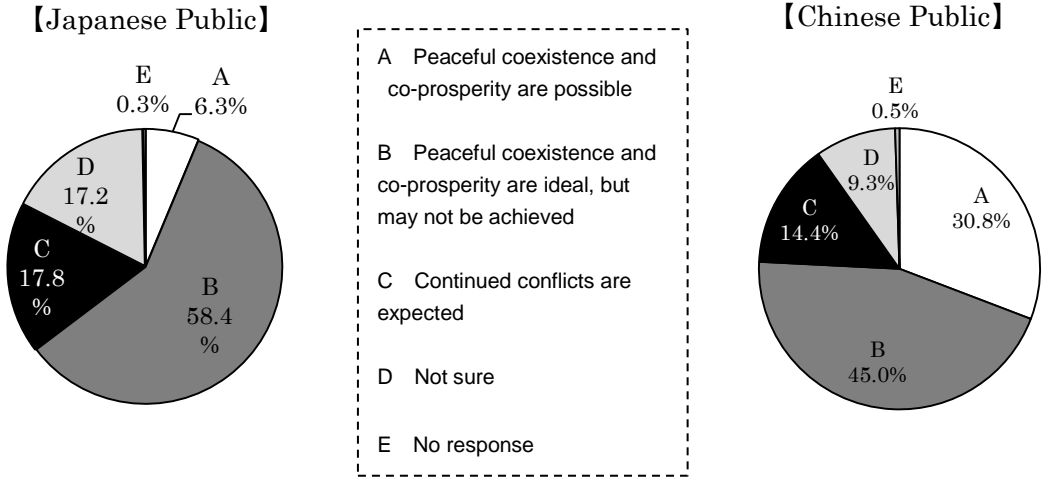 【Japanese Public】
E
0.3%
A
6.3%
D
17.2
%
C
17.8
%
B
58.4
%
A Peaceful coexistence and
co-prosperity are possible
B Peaceful coexistence and
co-prosperity are ideal, but
may not be achieved
C Continued conflicts are
expected
D Not sure
E No response
【Chinese Public】
E
0.5%
D
9.3%
A
30.8%
C
14.4%
B
45.0%